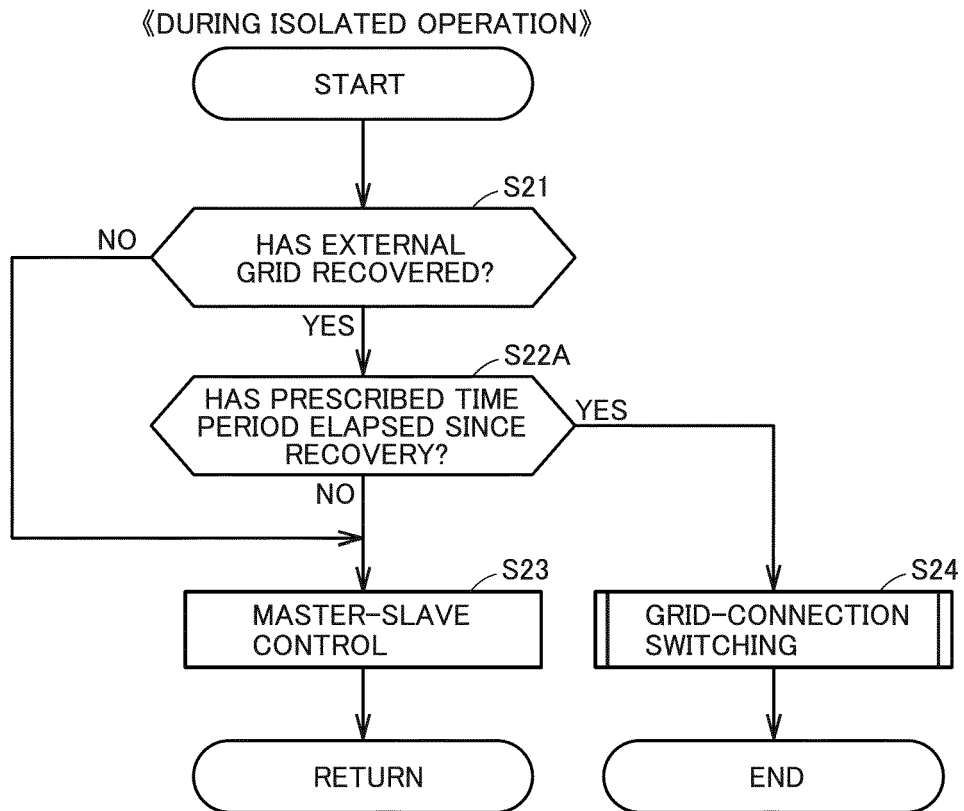 《DURING ISOLATED OPERATION》
START
S21
NO
HAS EXTERNAL
GRID RECOVERED?
YES
S22A
HAS PRESCRIBED TIME
PERIOD ELAPSED SINCE
RECOVERY?
YES
NO
S23
S24
MASTER-SLAVE
CONTROL
GRID-CONNECTION
SWITCHING
RETURN
END